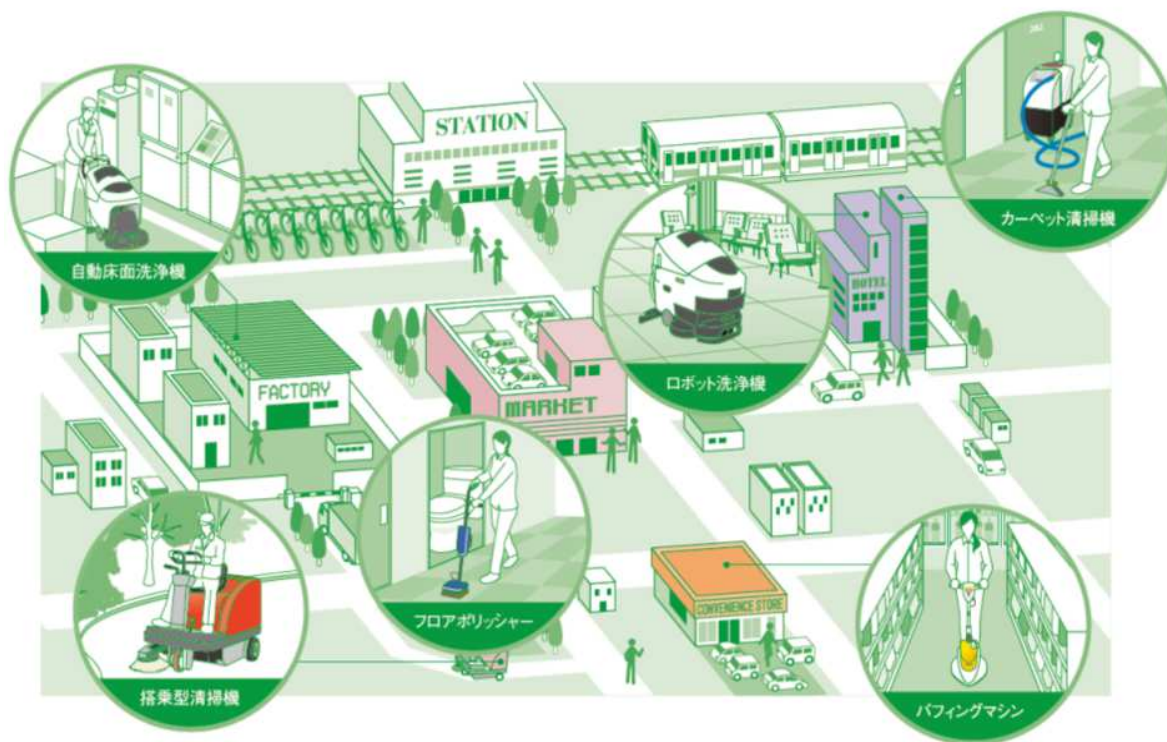 STATION
カーペット清掃機
自動床面洗浄機
HOTEL
ロボット洗浄機
FACTORY
MARKET
フロアポリッシャー
CONVENIENCE STORE
搭乗型清掃機
バフィングマシン